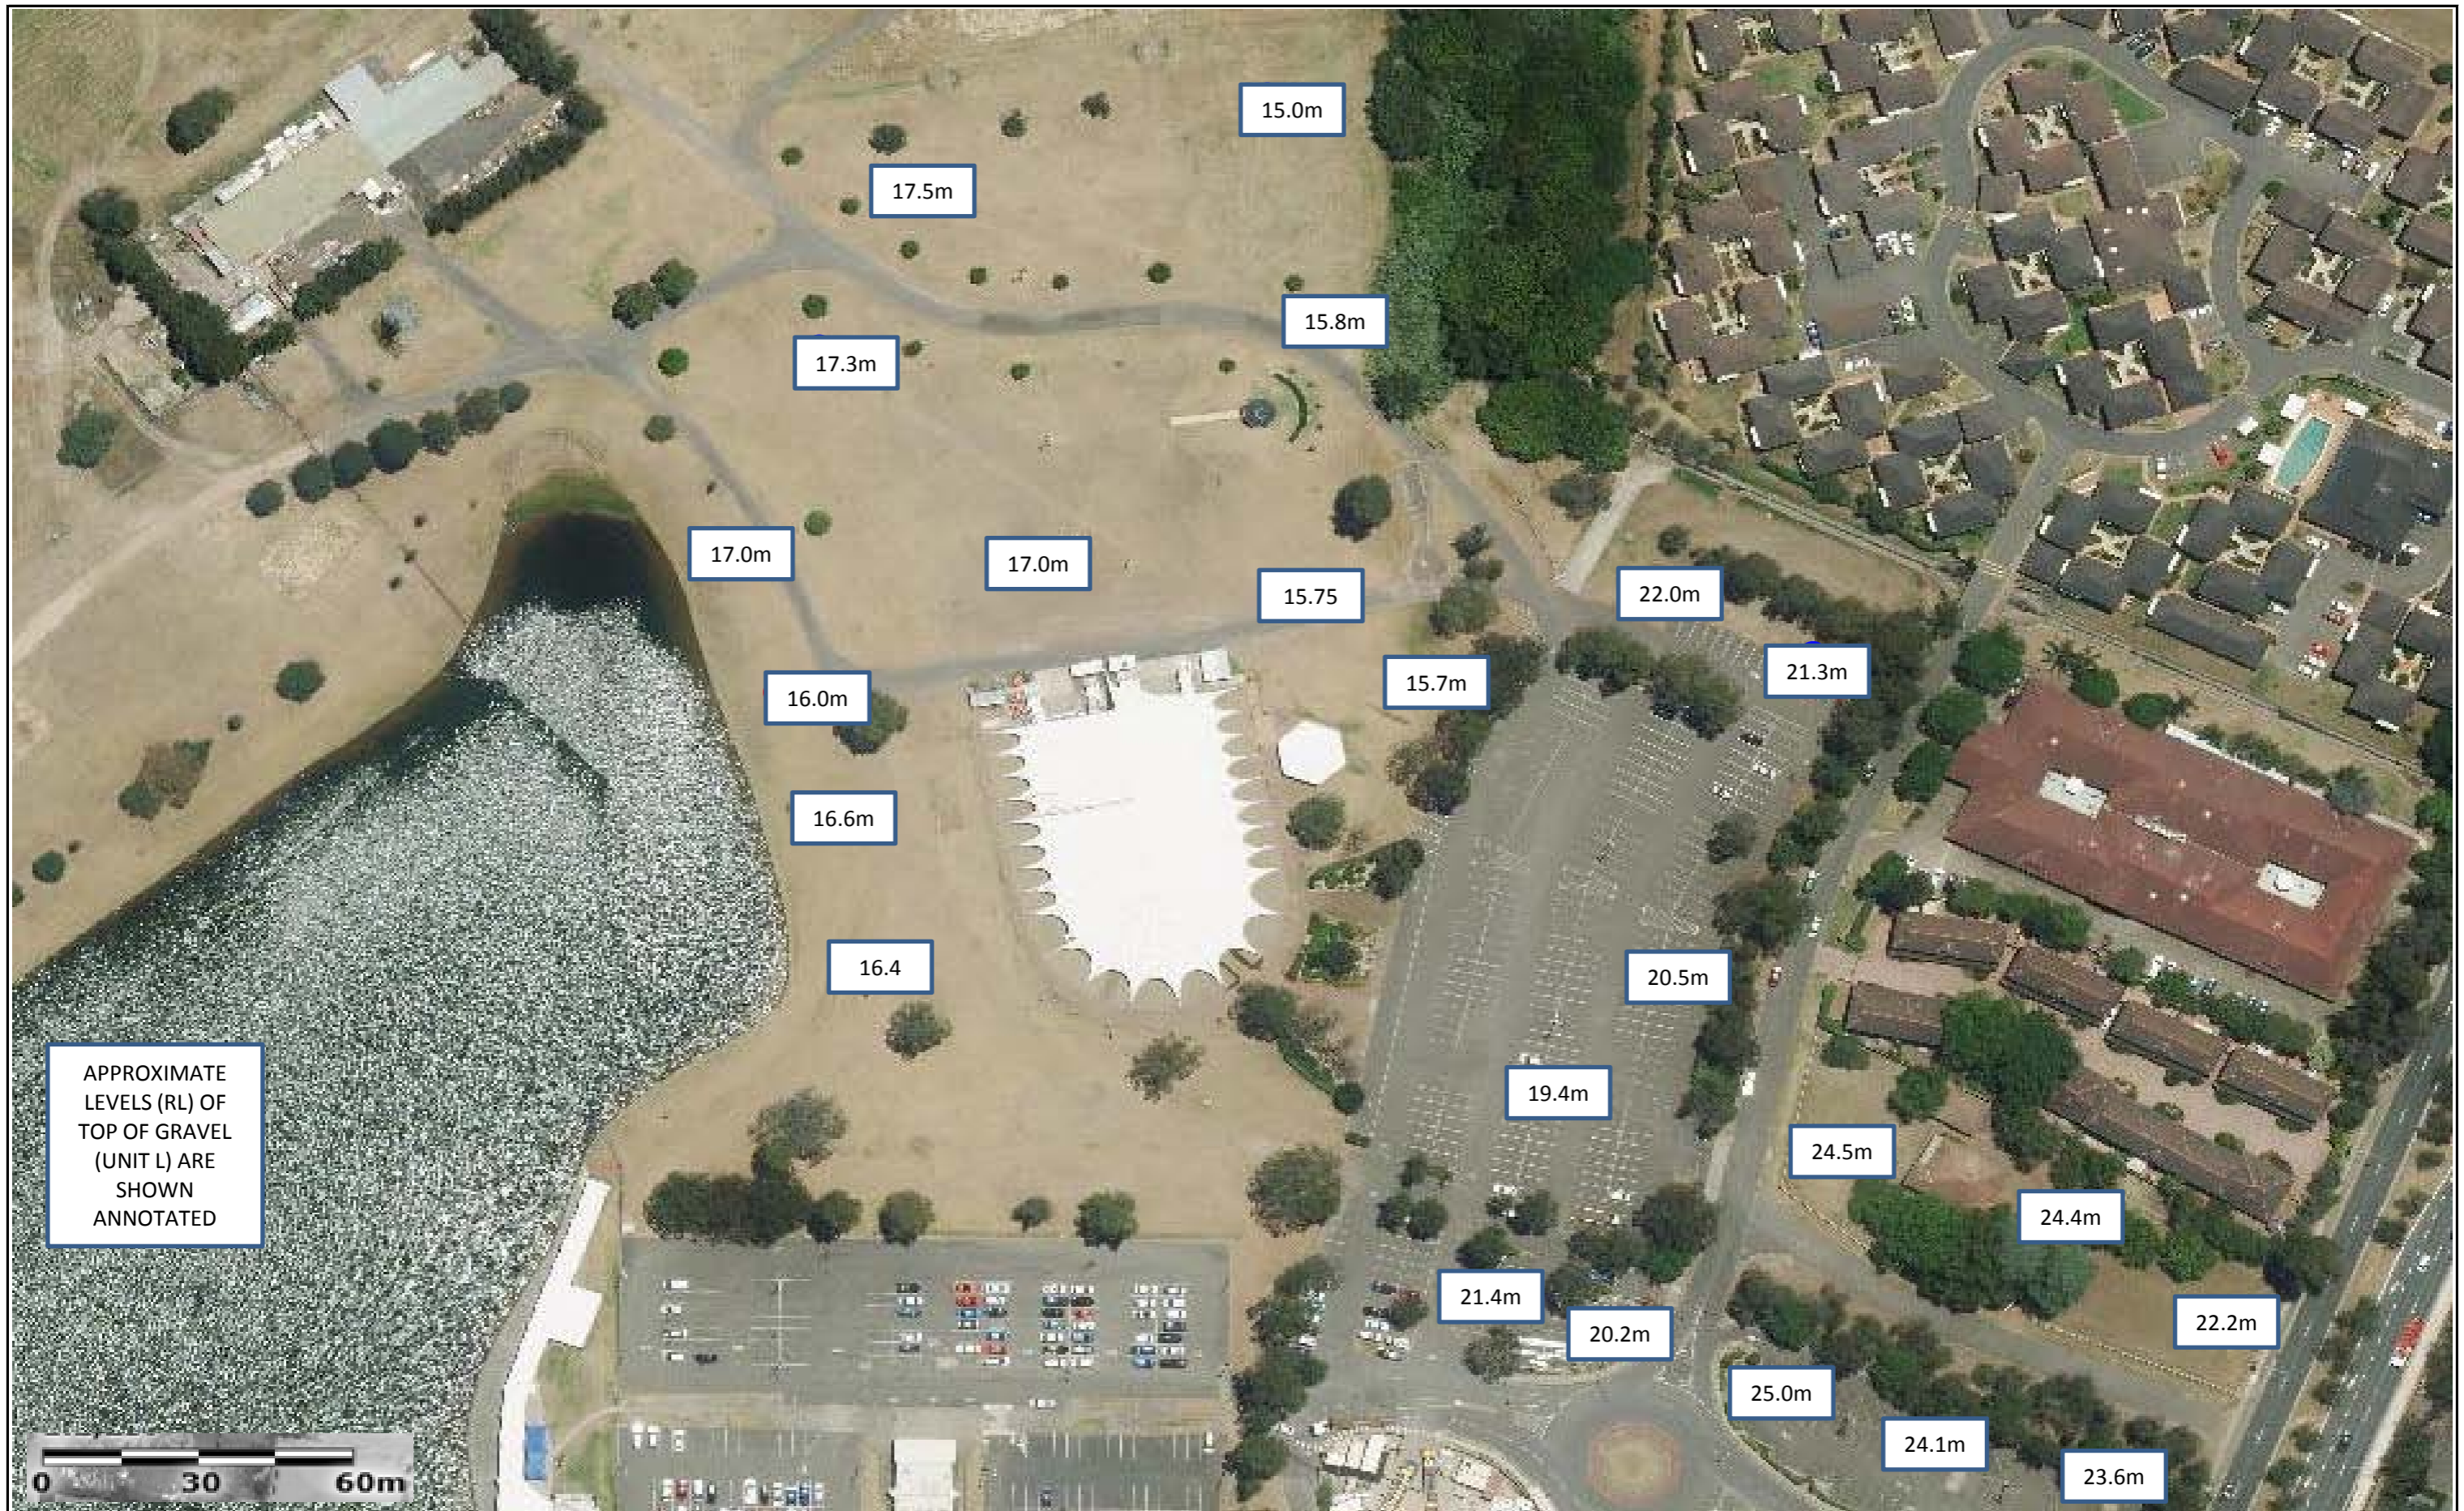 15.0m
17.5m
15.8m
17.3m
17.0m
17.0m
15.75
22.0m
21.3m
15.7m
16.0m
16.6m
16.4
20.5m
19.4m
24.5m
24.4m
21.4m
20.2m
22.2m
25.0m
24.1m
23.6m
APPROXIMATE
LEVELS (RL) OF
TOP OF GRAVEL
(UNIT L) ARE
SHOWN
ANNOTATED
0 30 60m